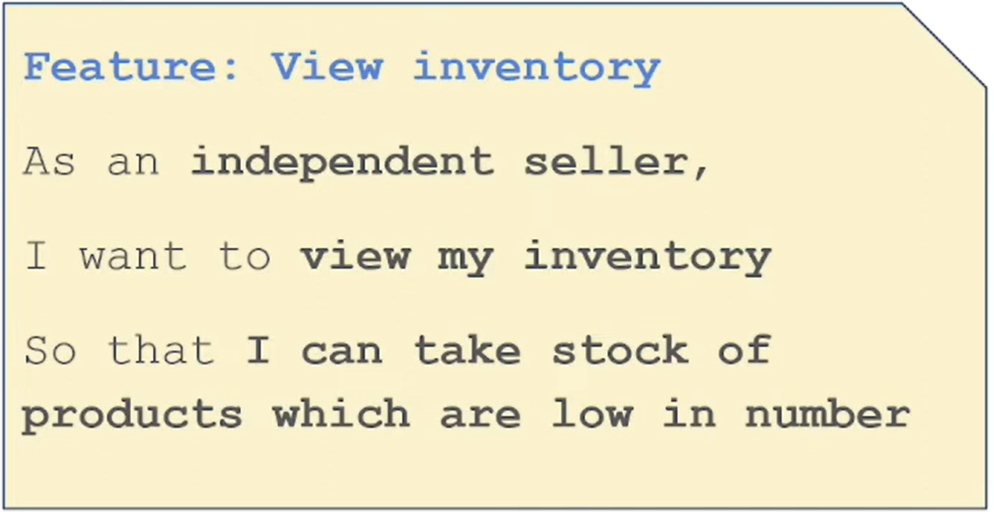 Feature: View inventory
As an independent seller,
I want to view my inventory
So that I can take stock of
products which are low in number